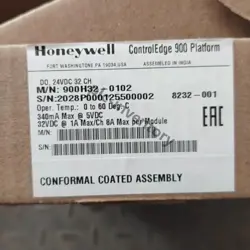 Honeywell ControlEdge 900 Platform
FORT WASHINGTON PA 19034, USA ASSEMBLED IN INDIA
DO, 24VDC 32 CH
M/N: 900H32-0102
S/N:2028P000125500002 8232-001
Oper. Temp.: 0 to 60 Deg C
340mA Max @ 5VDC
32VDC @ 1A Max/Ch 8A Max per Module
M/N:
S/N:
EAC
CONFORMAL COATED ASSEMBLY